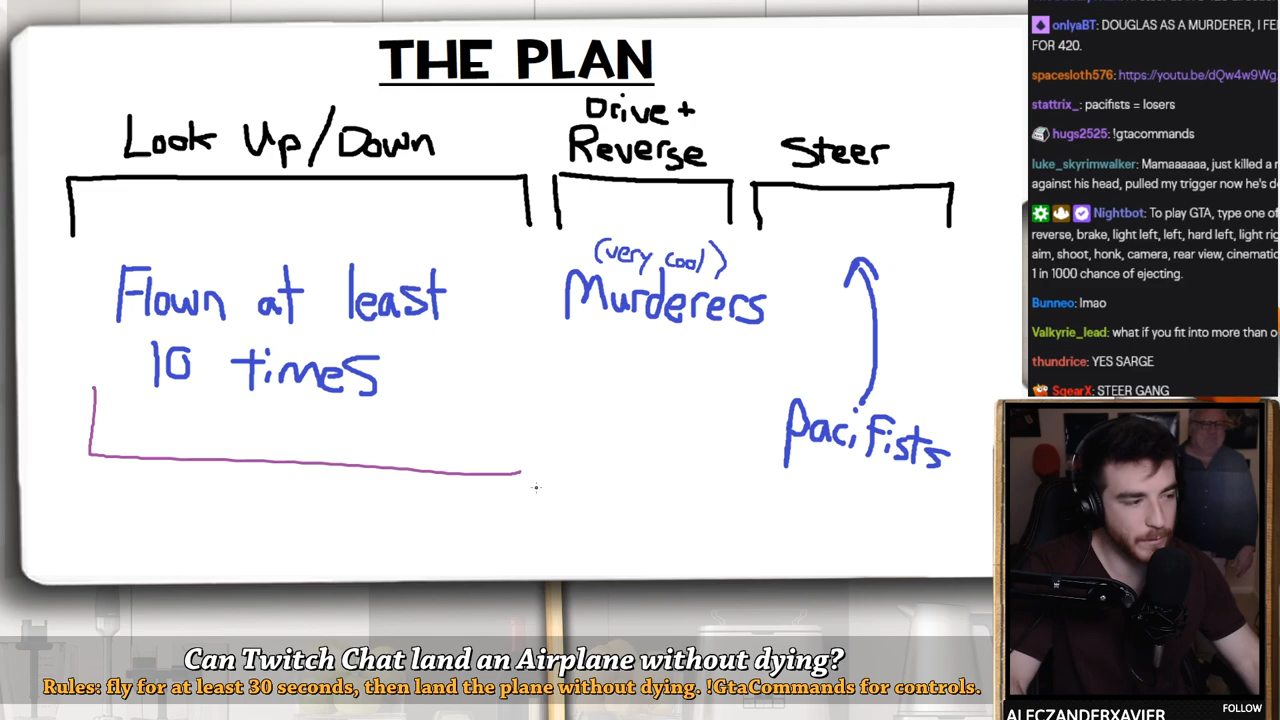 THE PLAN
Look Up/Down
Drive +
Reverse
Steer
Flown at least
10 times
(very cool)
Murderers
pacifists
onlyaBT: DOUGLAS AS A MURDERER, I
FOR 420.
spacesloth576: https://youtu.be/dQw4w9Wg
stattrix_: pacifists = losers
hugs2525: !gtacommands
luke_skyrimwalker: Mamaaaaaa, just killed a
against his head, pulled my trigger now he's
Nightbot: To play GTA, type one of
reverse, brake, light left, left, hard left, light
aim, shoot, honk, camera, rear view,
1 in 1000 chance of ejecting.
Bunneo: lmao
Valkyrie_lead: what if you fit into more than
thundrice: YES SARGE
SgearX: STEER GANG
Can Twitch Chat land an Airplane without dying?
Rules: fly for at least 30 seconds, then land the plane without dying. !GtaCommands for controls.
FOLLOW
ALECZANDERXAVIER